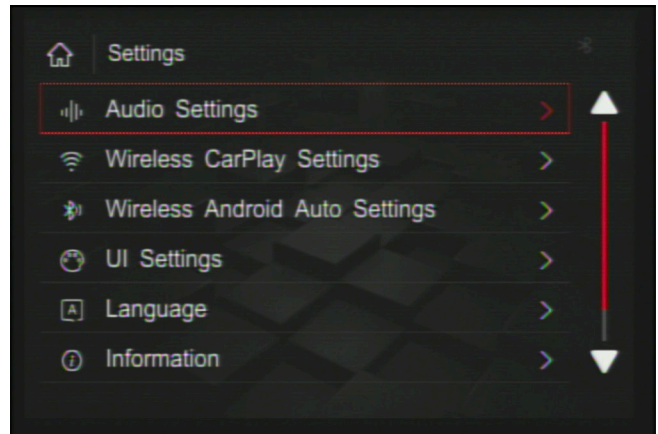 Settings
Audio Settings
Wireless CarPlay Settings
Wireless Android Auto Settings
UI Settings
A Language
Information